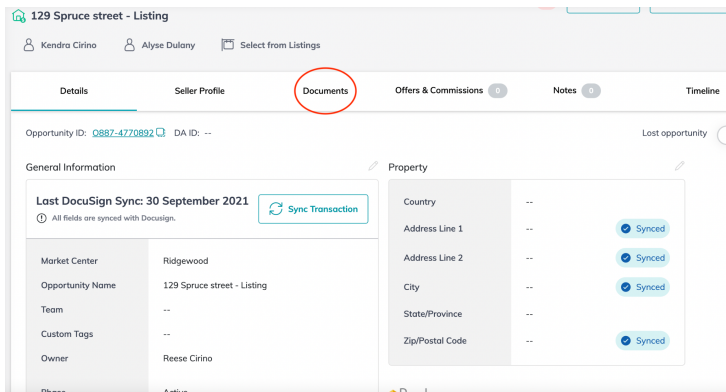 129 Spruce street - Listing
Kendra Cirino Alyse Dulany Select from Listings
Details Seller Profile Documents Offers & Commissions 0 Notes 0 Timeline
Opportunity ID: O887-4770892 DA ID: -- Lost opportunity
General Information
Last DocuSign Sync: 30 September 2021 Sync Transaction
All fields are synced with Docusign.
Market Center Ridgewood
Opportunity Name 129 Spruce street - Listing
Team --
Custom Tags --
Owner Reese Cirino
Phase Active
Property
Country --
Address Line 1 -- Synced
Address Line 2 -- Synced
City -- Synced
State/Province --
Zip/Postal Code -- Synced